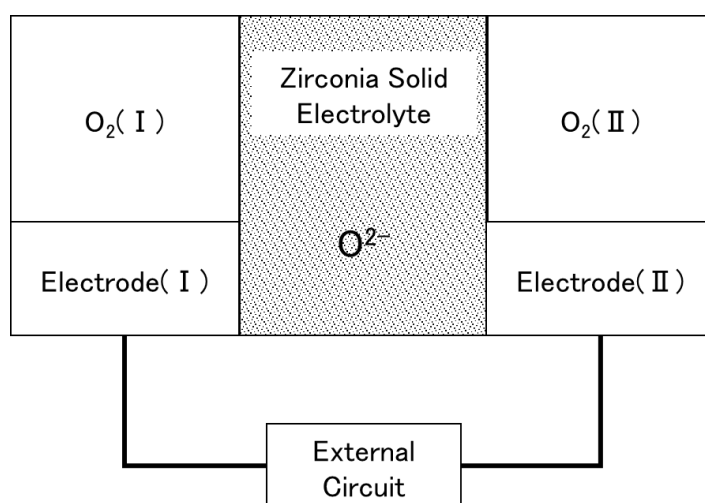 Zirconia Solid
Electrolyte
O₂(Ⅰ)
O₂(Ⅱ)
O²⁻
Electrode(Ⅰ)
Electrode(Ⅱ)
External
Circuit